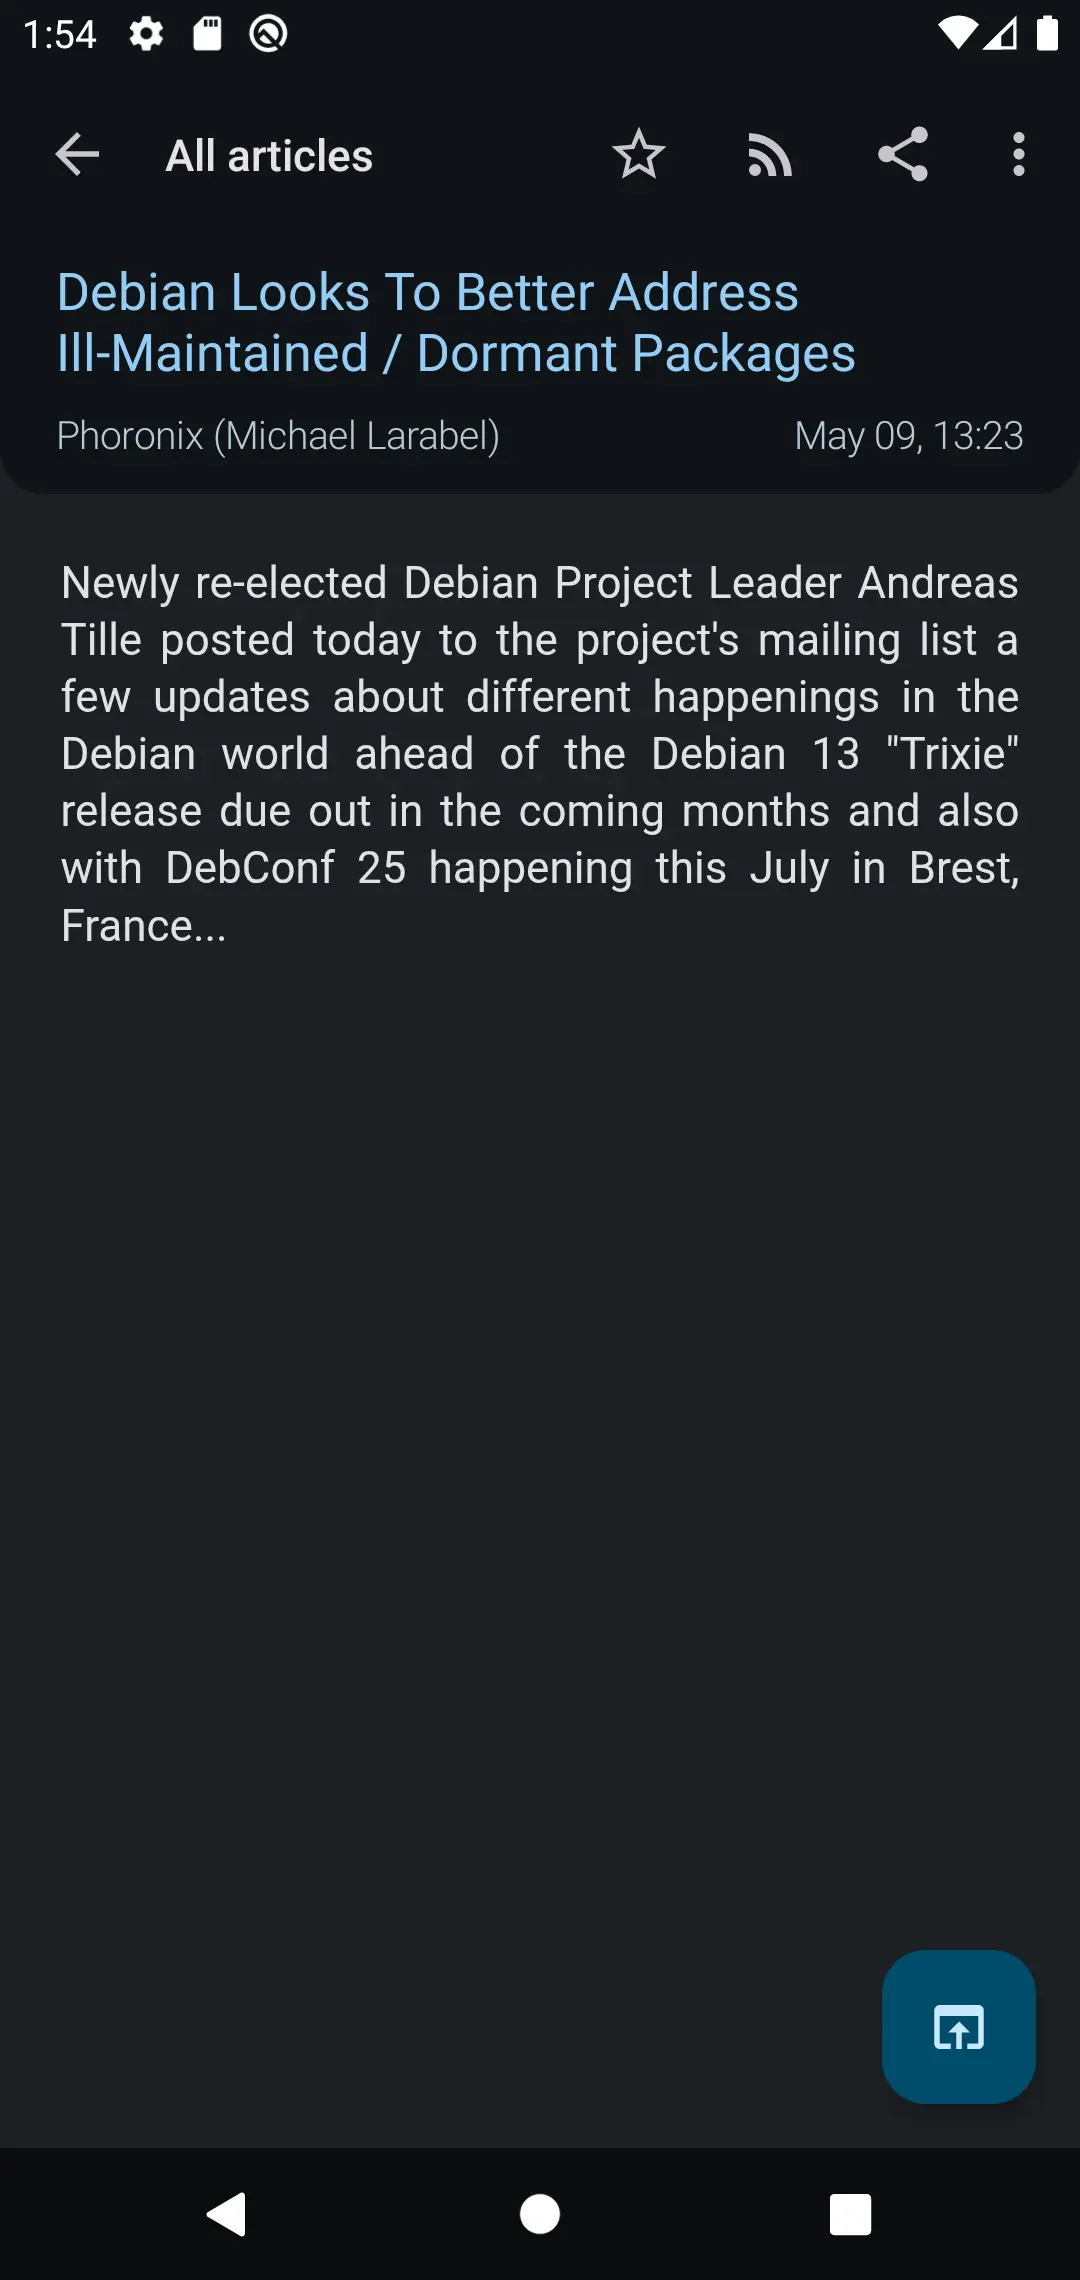 1:54
All articles
Debian Looks To Better Address
Ill-Maintained / Dormant Packages
Phoronix (Michael Larabel)
May 09, 13:23
Newly re-elected Debian Project Leader Andreas
Tille posted today to the project's mailing list a
few updates about different happenings in the
Debian world ahead of the Debian 13 "Trixie"
release due out in the coming months and also
with DebConf 25 happening this July in Brest,
France...